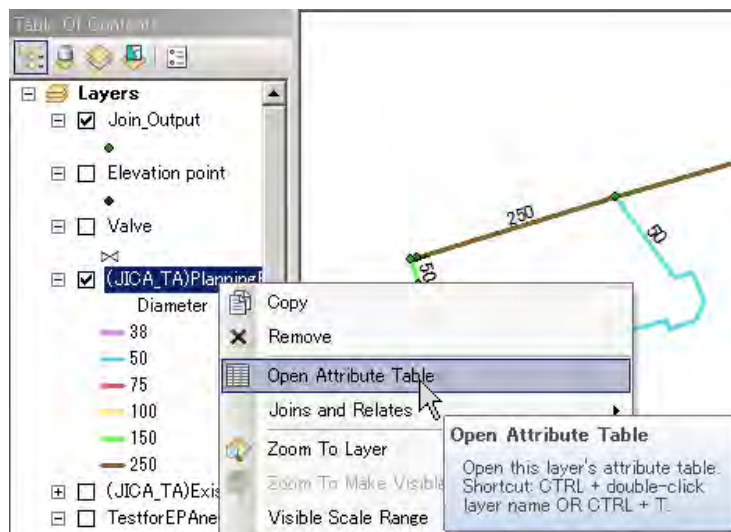 Table Of Contents
Layers
Join_Output
Elevation point
Valve
(JICA_TA)Planning
Diameter
38
50
75
100
150
250
(JICA_TA)Exis
TestforEPAne
250
50
50
Copy
Remove
Open Attribute Table
Joins and Relates
Zoom To Layer
Zoom To Make Visible
Visible Scale Range
Open Attribute Table
Open this layer's attribute table.
Shortcut: CTRL + double-click
layer name OR CTRL + T.